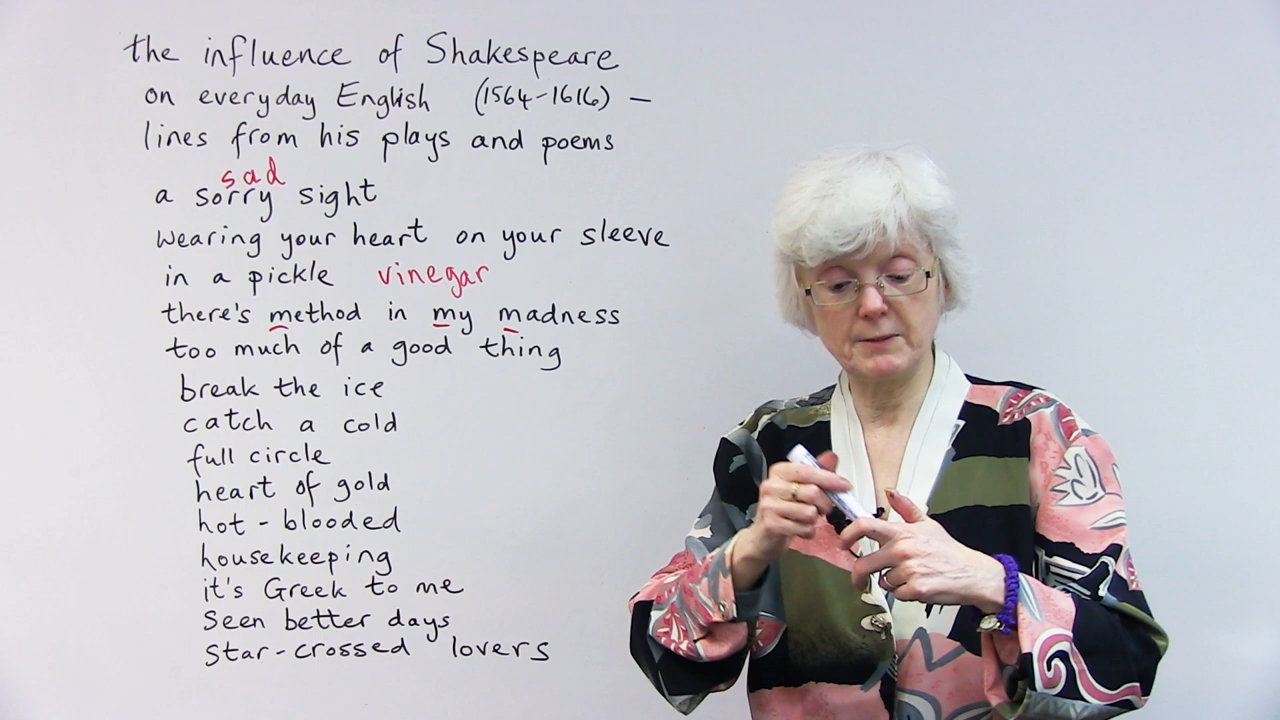 the influence of Shakespeare
on everyday English (1564-1616) –
lines from his plays and poems
sad
a sorry sight
wearing your heart on your sleeve
in a pickle vinegar
there's method in my madness
too much of a good thing
break the ice
catch a cold
full circle
heart of gold
hot-blooded
housekeeping
it's Greek to me
seen better days
star-crossed lovers